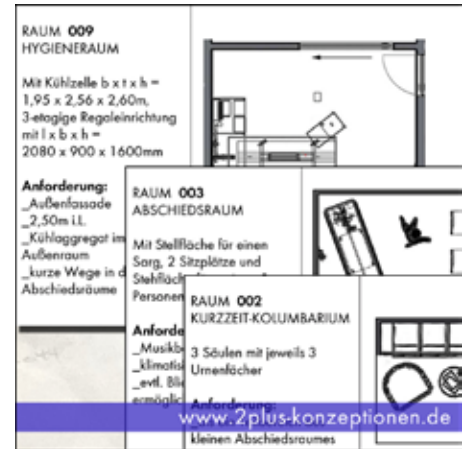 RAUM 009
HYGIENERAUM
Mit Kühlzelle b x t x h =
1,95 x 2,56 x 2,60m,
3-etagige Regaleinrichtung
mit l x b x h =
2080 x 900 x 1600mm
Anforderung:
_Außenfassade
_2,50m i.L.
_Kühlaggregat im
Außenraum
_kurze Wege in d
Abschiedsräume
RAUM 003
ABSCHIEDSRAUM
Mit Stellfläche für einen
Sarg, 2 Sitzplätze und
Stehfläch
Personen
Anforde
_Musikb
_klimatis
_evtl. Bli
ermöglic
RAUM 002
KURZZEIT-KOLUMBARIUM
3 Säulen mit jeweils 3
Urnenfächer
Anforderung:
www.2plus-konzeptionen.de
kleinen Abschiedsraumes